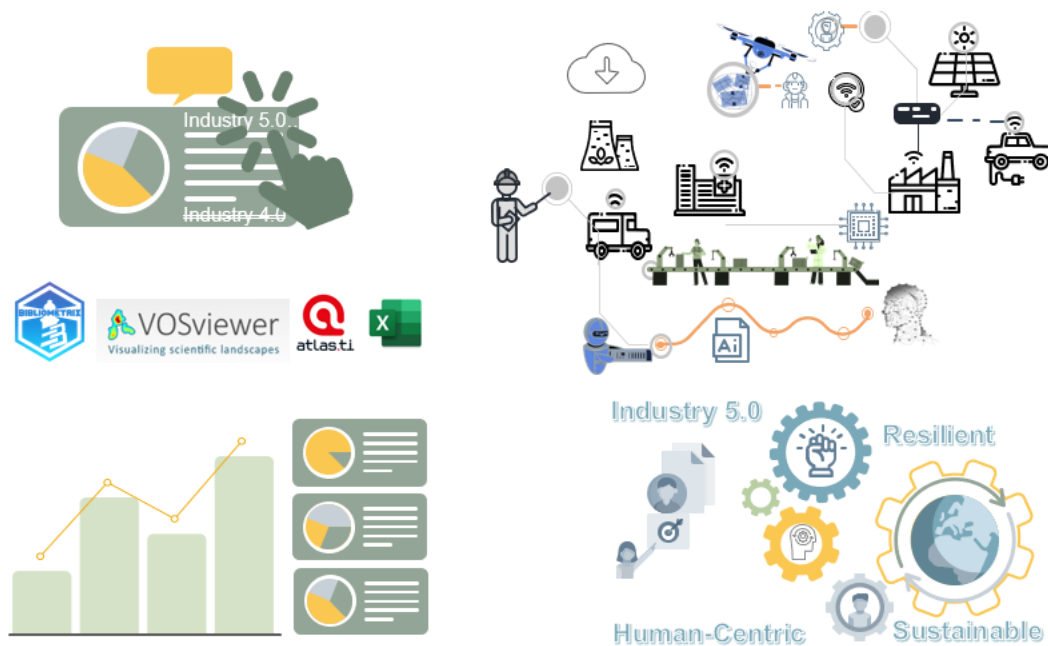 Industry 5.0..
Industry 4.0
BIBLIOMETRIX
VOSviewer
Visualizing scientific landscapes
atlas.ti
X
Ai
Industry 5.0
Resilient
Human-Centric
Sustainable